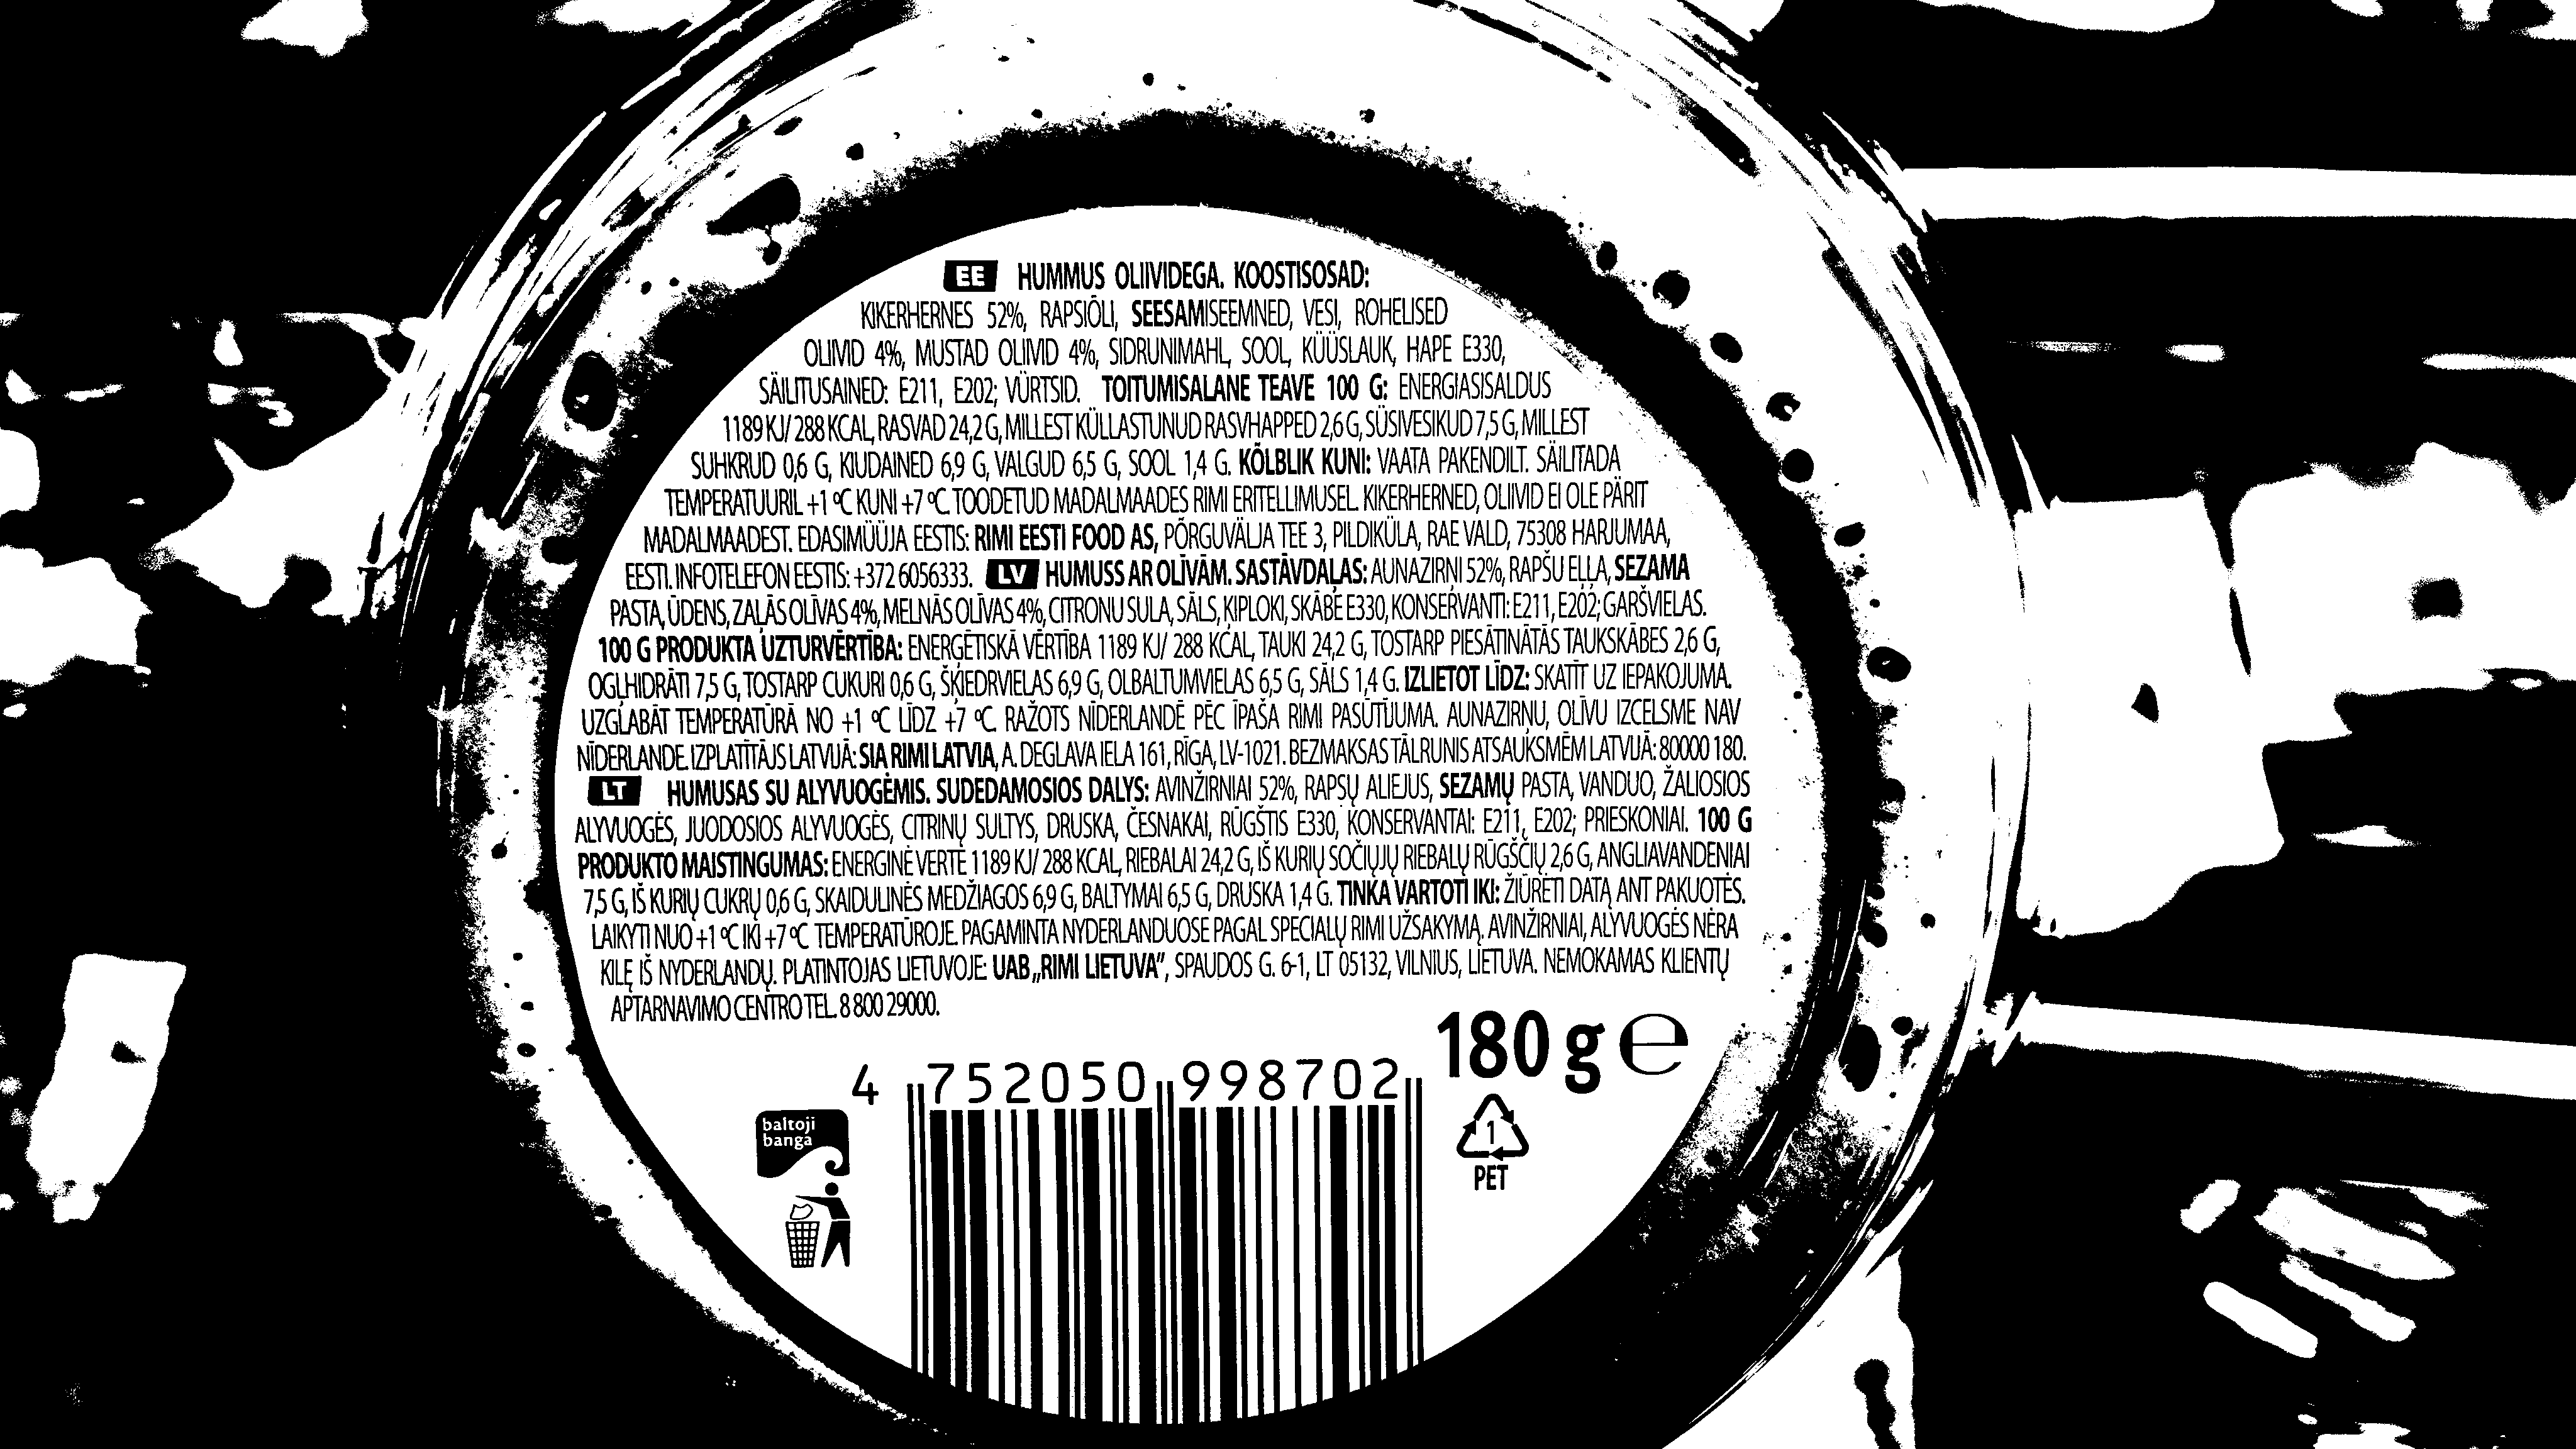 EE HUMMUS OLIIVIDEGA. KOOSTISOSAD:
KIKERHERNES 52%, RAPSIÕLI, SEESAMISEEMNED, VESI, ROHELISED
OLIIVID 4%, MUSTAD OLIIVID 4%, SIDRUNIMAHL, SOOL, KÜÜSLAUK, HAPE E330,
SÄILITUSAINED: E211, E202; VÜRTSID. TOITUMISALANE TEAVE 100 G: ENERGIASISALDUS
1189 KJ/ 288 KCAL, RASVAD 24,2 G, MILLEST KÜLLASTUNUD RASVHAPPED 2,6 G, SÜSIVESIKUD 7,5 G, MILLEST
SUHKRUD 0,6 G, KIUDAINED 6,9 G, VALGUD 6,5 G, SOOL 1,4 G. KÕLBLIK KUNI: VAATA PAKENDILT. SÄILITADA
TEMPERATUURIL +1 ºC KUNI +7 ºC. TOODETUD MADALMAADES RIMI ERITELLIMUSEL. KIKERHERNED, OLIIVID EI OLE PÄRIT
MADALMAADEST. EDASIMÜÜJA EESTIS: RIMI EESTI FOOD AS, PÕRGUVÄLJA TEE 3, PILDIKÜLA, RAE VALD, 75308 HARJUMAA,
EESTI. INFOTELEFON EESTIS: +372 6056333. LV HUMUSS AR OLĪVĀM. SASTĀVDAĻAS: AUNAZIRŅI 52%, RAPŠU EĻĻA, SEZAMA
PASTA, ŪDENS, ZAĻĀS OLĪVAS 4%, MELNĀS OLĪVAS 4%, CITRONU SULA, SĀLS, ĶIPLOKI, SKĀBE E330, KONSERVANTI: E211, E202; GARŠVIELAS.
100 G PRODUKTA UZTURVĒRTĪBA: ENERĢĒTISKĀ VĒRTĪBA 1189 KJ/ 288 KCAL, TAUKI 24,2 G, TOSTARP PIESĀTINĀTĀS TAUKSKĀBES 2,6 G,
OGĻHIDRĀTI 7,5 G, TOSTARP CUKURI 0,6 G, ŠĶIEDRVIELAS 6,9 G, OLBALTUMVIELAS 6,5 G, SĀLS 1,4 G. IZLIETOT LĪDZ: SKATĪT UZ IEPAKOJUMA.
UZGLABĀT TEMPERATŪRĀ NO +1 ºC LĪDZ +7 ºC. RAŽOTS NĪDERLANDĒ PĒC ĪPAŠA RIMI PASŪTĪJUMA. AUNAZIRŅU, OLĪVU IZCELSME NAV
NĪDERLANDE. IZPLATĪTĀJS LATVIJĀ: SIA RIMI LATVIA, A. DEGLAVA IELA 161, RĪGA, LV-1021. BEZMAKSAS TĀLRUNIS ATSAUKSMĒM LATVIJĀ: 80000 180.
LT HUMUSAS SU ALYVUOGĖMIS. SUDEDAMOSIOS DALYS: AVINŽIRNIAI 52%, RAPSŲ ALIEJUS, SEZAMŲ PASTA, VANDUO, ŽALIOSIOS
ALYVUOGĖS, JUODOSIOS ALYVUOGĖS, CITRINŲ SULTYS, DRUSKA, ČESNAKAI, RŪGŠTIS E330, KONSERVANTAI: E211, E202; PRIESKONIAI. 100 G
PRODUKTO MAISTINGUMAS: ENERGINĖ VERTĖ 1189 KJ/ 288 KCAL, RIEBALAI 24,2 G, IŠ KURIŲ SOČIŲJŲ RIEBALŲ RŪGŠČIŲ 2,6 G, ANGLIAVANDENIAI
7,5 G, IŠ KURIŲ CUKRŲ 0,6 G, SKAIDULINĖS MEDŽIAGOS 6,9 G, BALTYMAI 6,5 G, DRUSKA 1,4 G. TINKA VARTOTI IKI: ŽIŪRĖTI DATĄ ANT PAKUOTĖS.
LAIKYTI NUO +1 ºC IKI +7 ºC TEMPERATŪROJE. PAGAMINTA NYDERLANDUOSE PAGAL SPECIALŲ RIMI UŽSAKYMĄ. AVINŽIRNIAI, ALYVUOGĖS NĖRA
KILĘ IŠ NYDERLANDŲ. PLATINTOJAS LIETUVOJE: UAB „RIMI LIETUVA”, SPAUDOS G. 6-1, LT 05132, VILNIUS, LIETUVA. NEMOKAMAS KLIENTŲ
APTARNAVIMO CENTRO TEL. 8 800 29000.
180 g e
4 752050 998702
baltoji
banga
1
PET